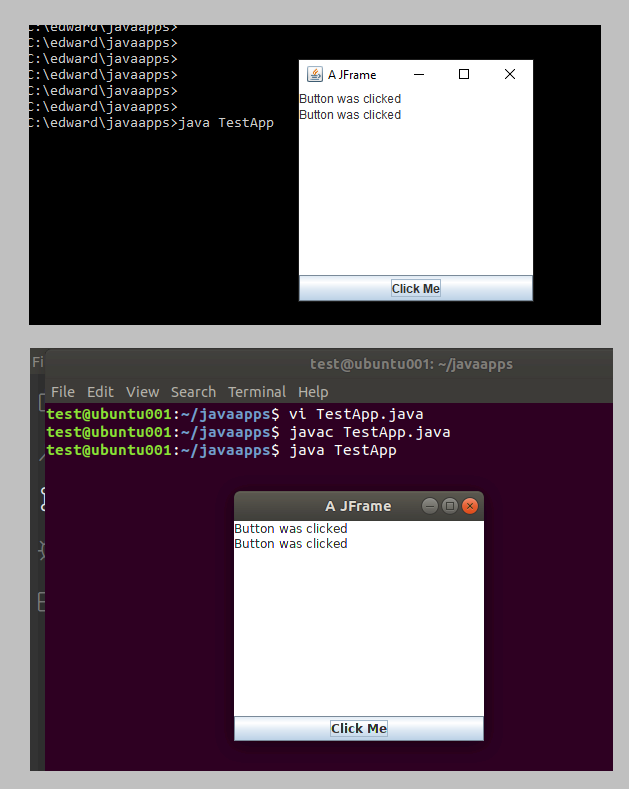 C:\edward\javaapps>
C:\edward\javaapps>
C:\edward\javaapps>
C:\edward\javaapps>
C:\edward\javaapps>
C:\edward\javaapps>
C:\edward\javaapps>java TestApp
A JFrame
Button was clicked
Button was clicked
Click Me
Fi
test@ubuntu001: ~/javaapps
File Edit View Search Terminal Help
test@ubuntu001:~/javaapps$ vi TestApp.java
test@ubuntu001:~/javaapps$ javac TestApp.java
test@ubuntu001:~/javaapps$ java TestApp
A JFrame
Button was clicked
Button was clicked
Click Me